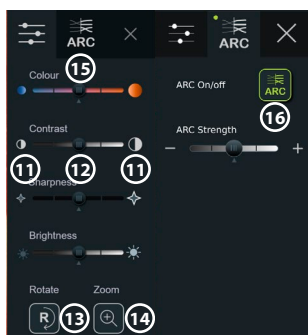 ARC
ARC
15
Colour
ARC On/off
ARC
16
Contrast
ARC Strength
11
12
11
Sharpness
Brightness
Rotate
Zoom
R
13
14